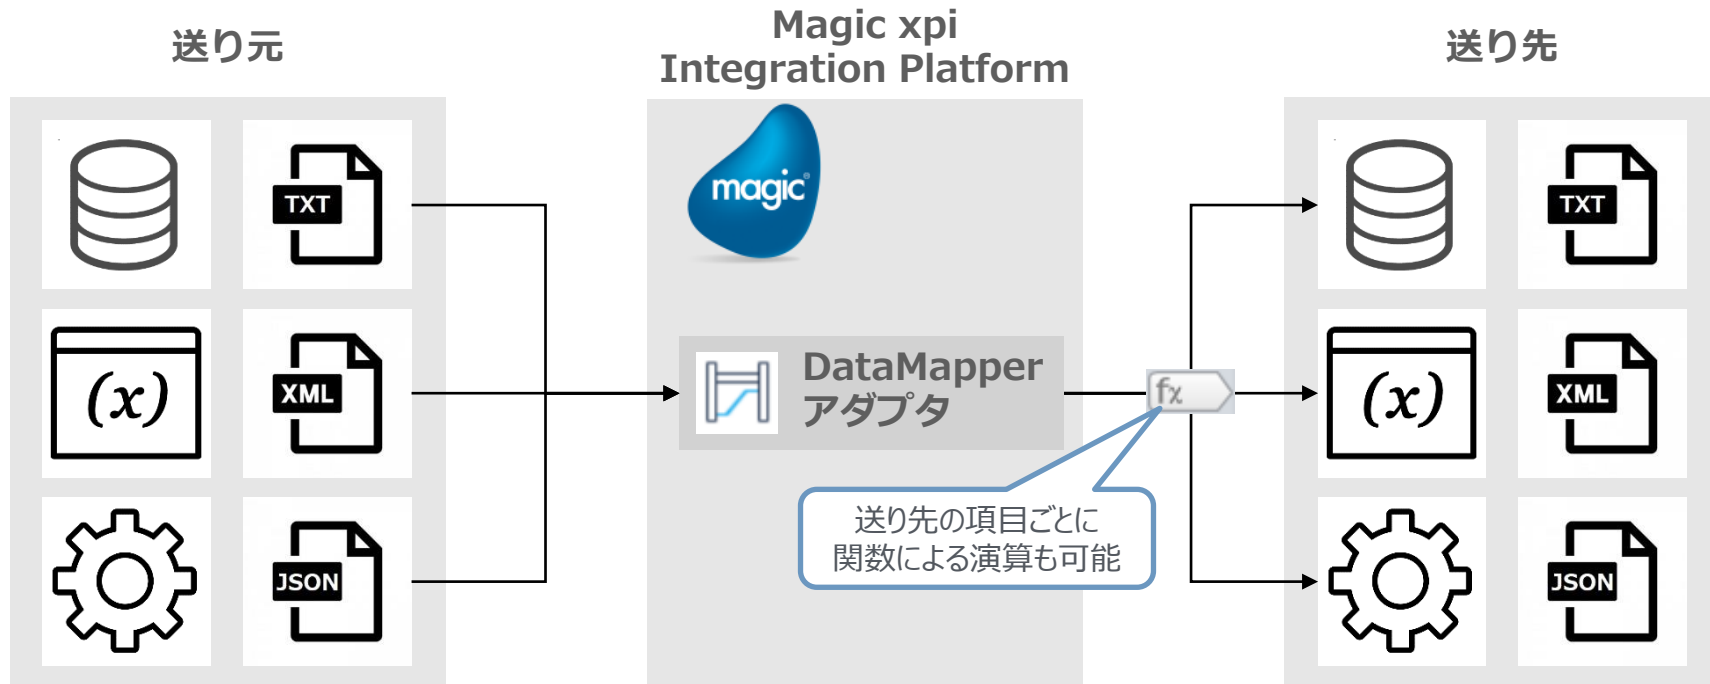 送り元
Magic xpi
Integration Platform
送り先
magic
TXT
(x)
XML
JSON
DataMapper
アダプタ
fx
送り先の項目ごとに
関数による演算も可能
TXT
(x)
XML
JSON